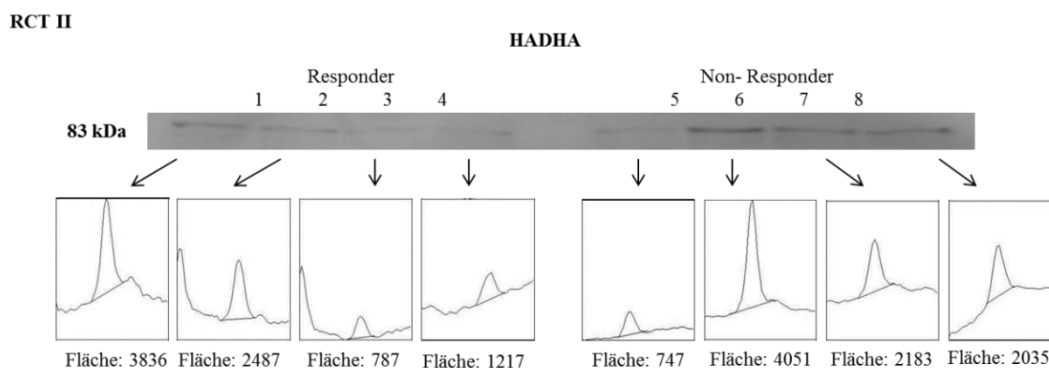 RCT II
HADHA
Responder Non- Responder
1 2 3 4 5 6 7 8
83 kDa
Fläche: 3836 Fläche: 2487 Fläche: 787 Fläche: 1217 Fläche: 747 Fläche: 4051 Fläche: 2183 Fläche: 2035